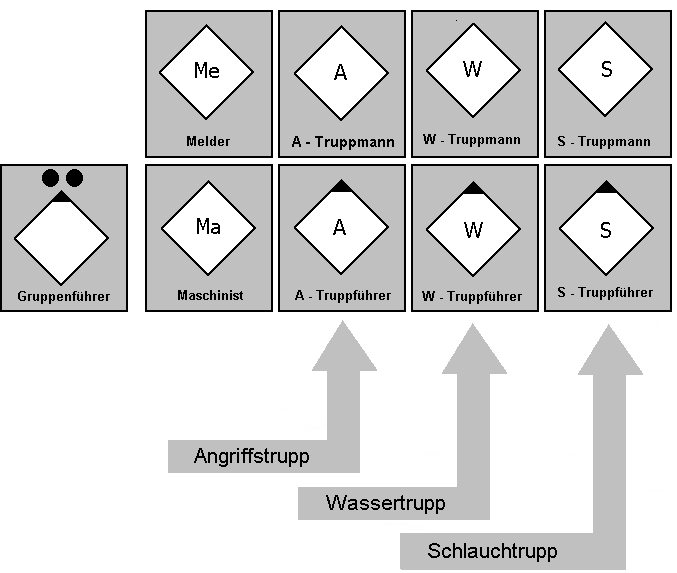 Me
A
W
S
Melder
A - Truppmann
W - Truppmann
S - Truppmann
Ma
A
W
S
Gruppenführer
Maschinist
A - Truppführer
W - Truppführer
S - Truppführer
Angriffstrupp
Wassertrupp
Schlauchtrupp